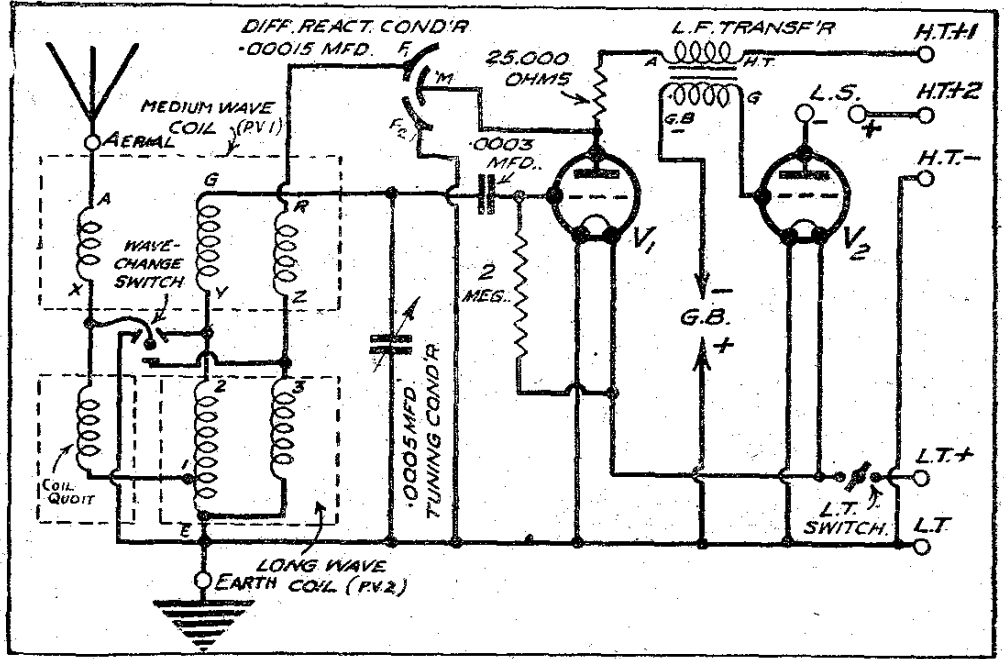 DIFF. REACT. COND'R
.00015 MFD.
F1
M
F2
25.000
OHMS
L.F. TRANSF'R
A
H.T.
G.B
-
G
H.T.+1
H.T.+2
H.T.-
L.S.
-
+
MEDIUM WAVE
COIL (P.V.1)
AERIAL
.0003
MFD..
A
G
R
X
Y
Z
WAVE-
CHANGE
SWITCH
V1
V2
2
MEG..
-
G.B.
+
.0005 MFD.
TUNING COND'R
2
3
1
E
COIL
QUOIT
L.T.+
L.T.
SWITCH.
L.T
LONG WAVE
COIL (P.V.2)
EARTH